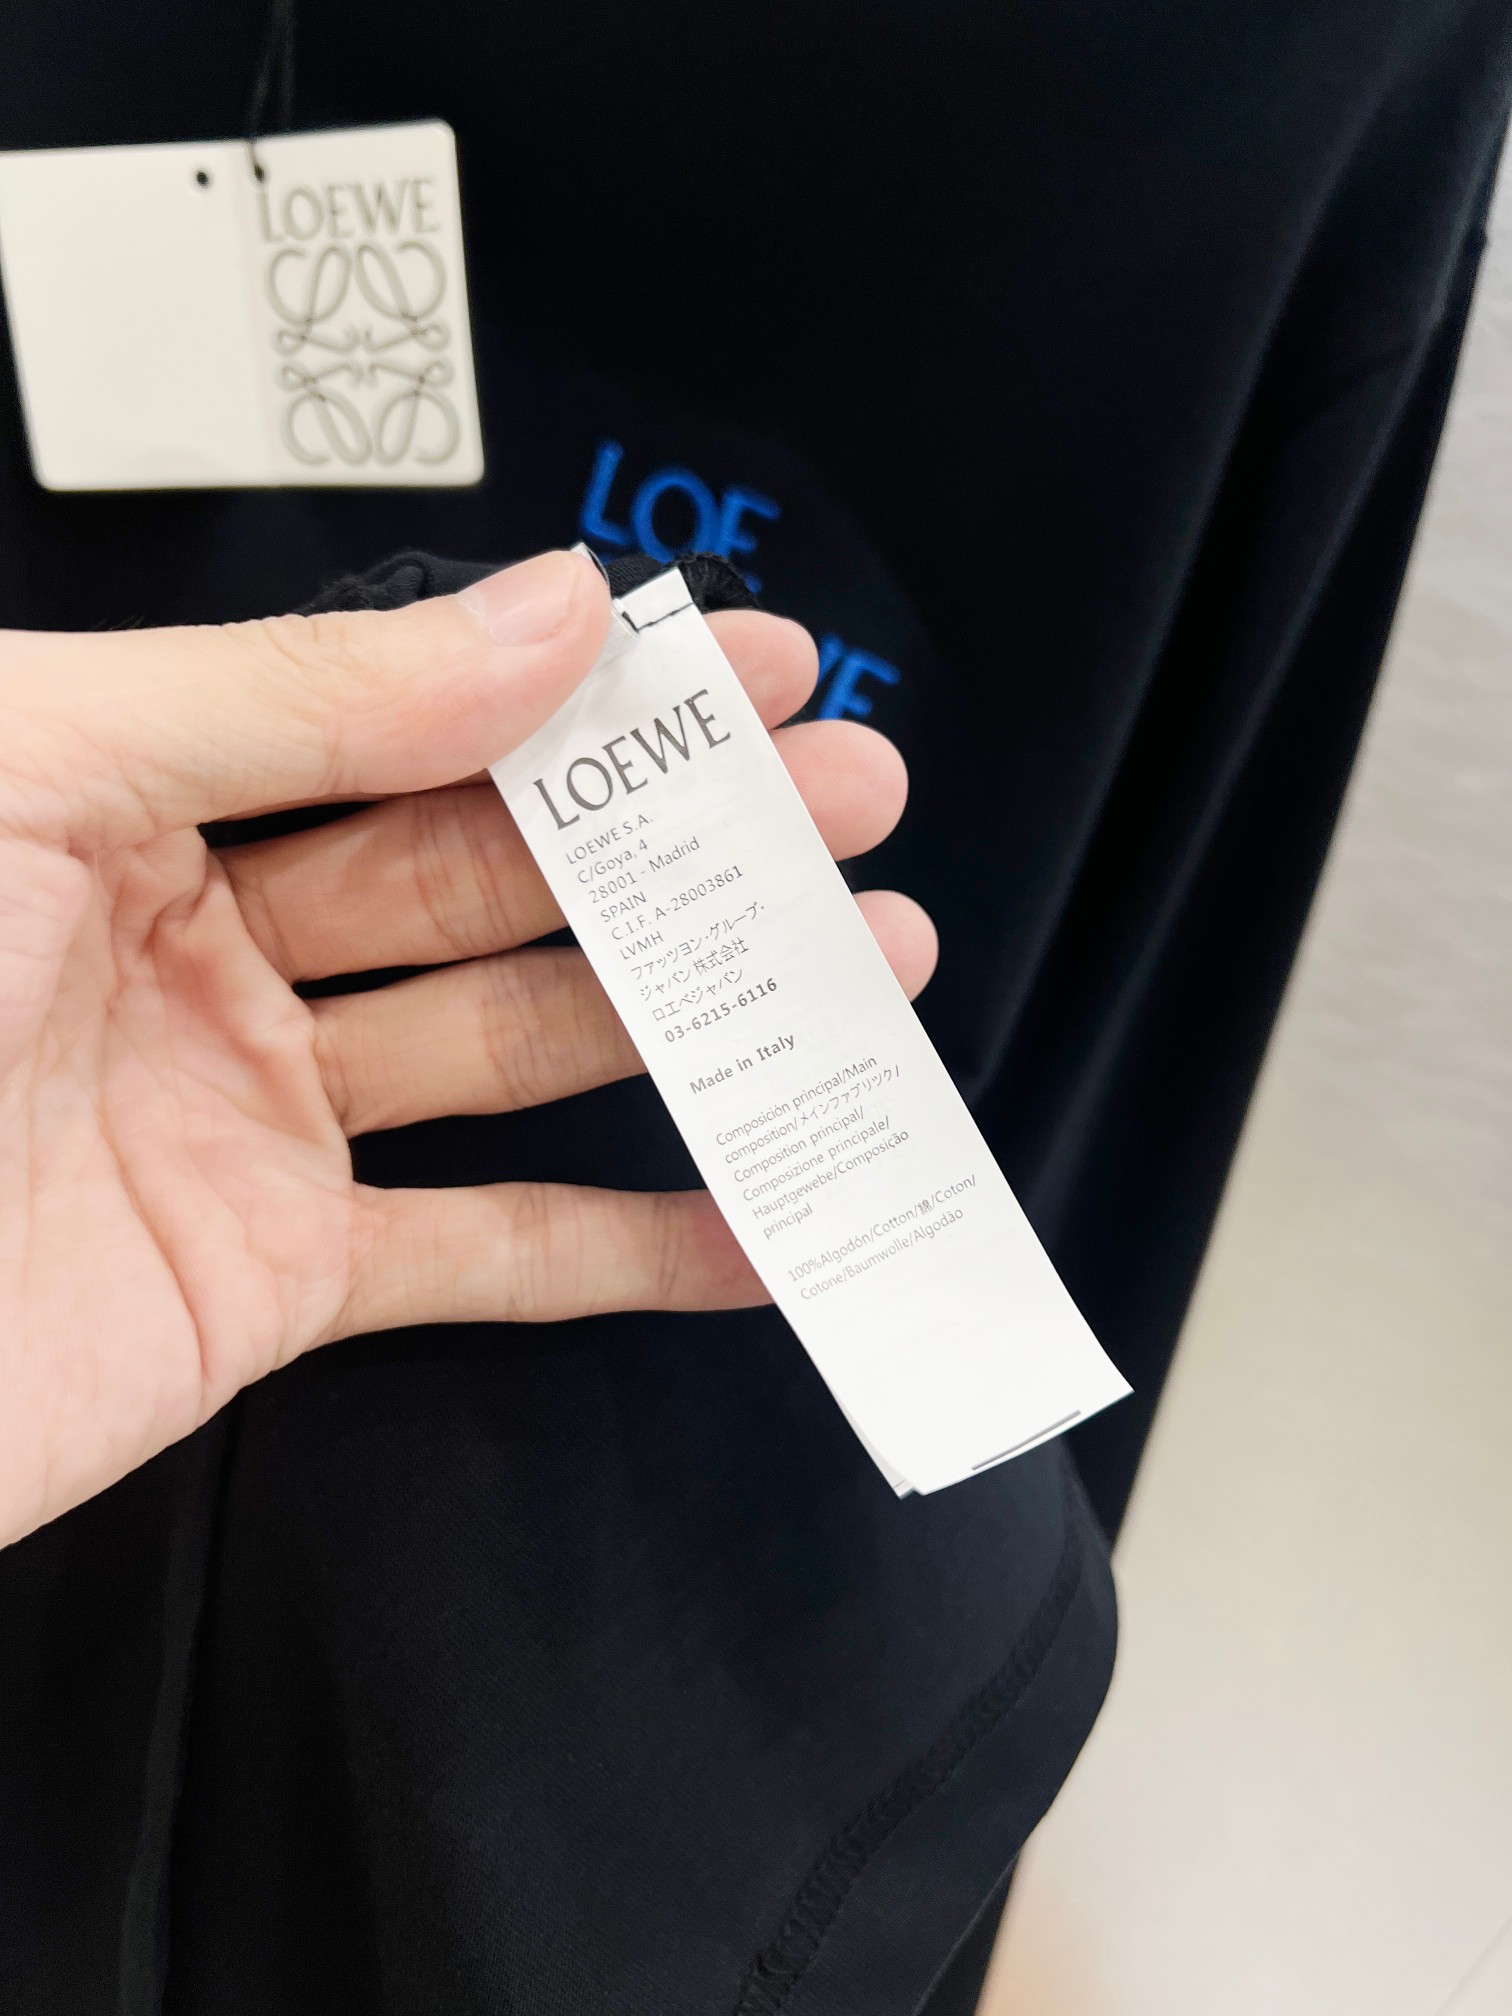 LOEWE
LOE
WE
LOEWE
LOEWE S.A.
C/Goya, 4
28001 - Madrid
SPAIN
C.I.F. A-28003861
LVMH
ファッツヨン·グループ·
ジャパン 株式会社
ロエベジャパン
03-6215-6116
Made in Italy
Composición principal/Main
composition/メインファブリツク/
Composition principal/
Composizione principale/
Hauptgewebe/Composição
principal
100%Algodón/Cotton/綿/Coton/
Cotone/Baumwolle/Algodão